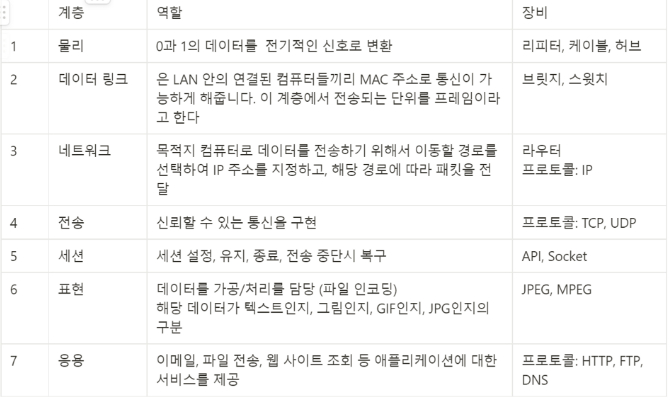 계층 역할 장비
1 물리 0과 1의 데이터를 전기적인 신호로 변환 리피터, 케이블, 허브
2 데이터 링크 은 LAN 안의 연결된 컴퓨터들끼리 MAC 주소로 통신이 가 브릿지, 스윗치
능하게 해줍니다. 이 계층에서 전송되는 단위를 프레임이라
고 한다
3 네트워크 목적지 컴퓨터로 데이터를 전송하기 위해서 이동할 경로를 라우터
선택하여 IP 주소를 지정하고, 해당 경로에 따라 패킷을 전 프로토콜: IP
달
4 전송 신뢰할 수 있는 통신을 구현 프로토콜: TCP, UDP
5 세션 세션 설정, 유지, 종료, 전송 중단시 복구 API, Socket
6 표현 데이터를 가공/처리를 담당 (파일 인코딩) JPEG, MPEG
해당 데이터가 텍스트인지, 그림인지, GIF인지, JPG인지의
구분
7 응용 이메일, 파일 전송, 웹 사이트 조회 등 애플리케이션에 대한 프로토콜: HTTP, FTP,
서비스를 제공 DNS